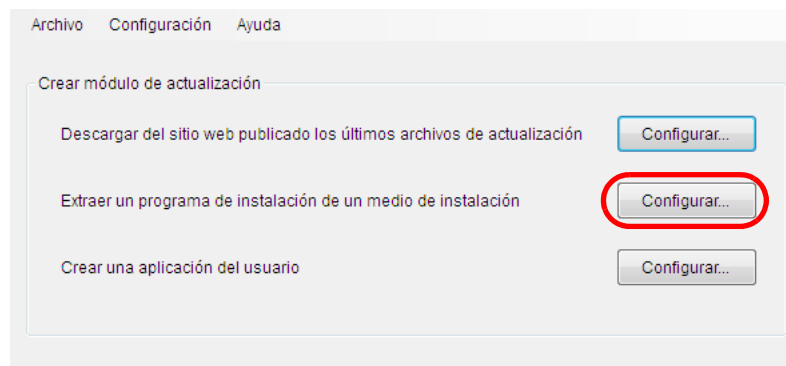 Archivo Configuración Ayuda
Crear módulo de actualización
Descargar del sitio web publicado los últimos archivos de actualización Configurar...
Extraer un programa de instalación de un medio de instalación Configurar...
Crear una aplicación del usuario Configurar...